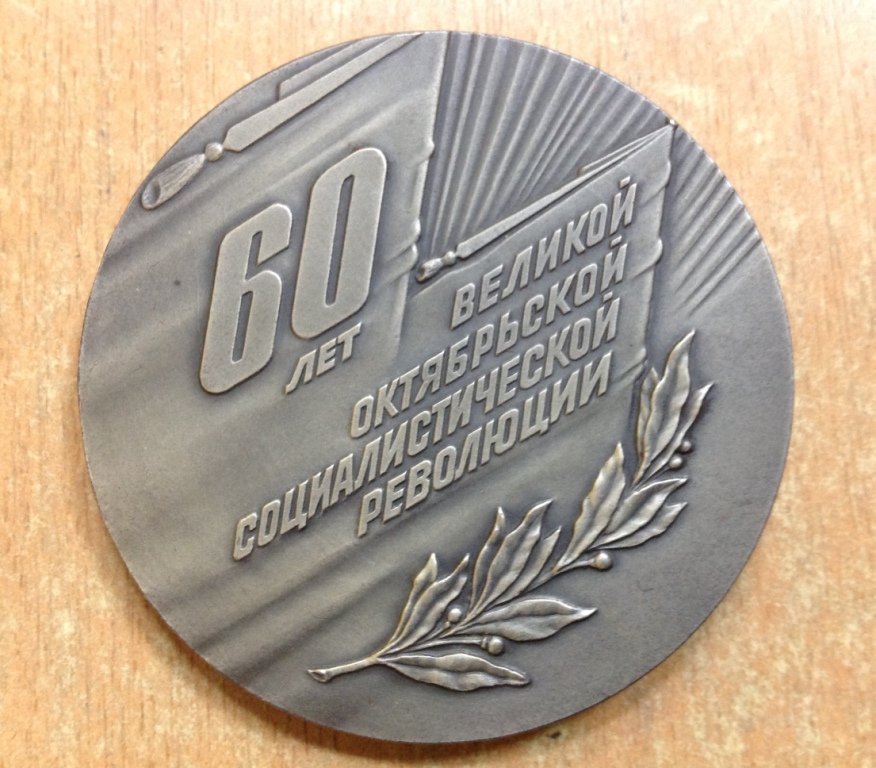 60
ЛЕТ
ВЕЛИКОЙ
ОКТЯБРЬСКОЙ
СОЦИАЛИСТИЧЕСКОЙ
РЕВОЛЮЦИИ